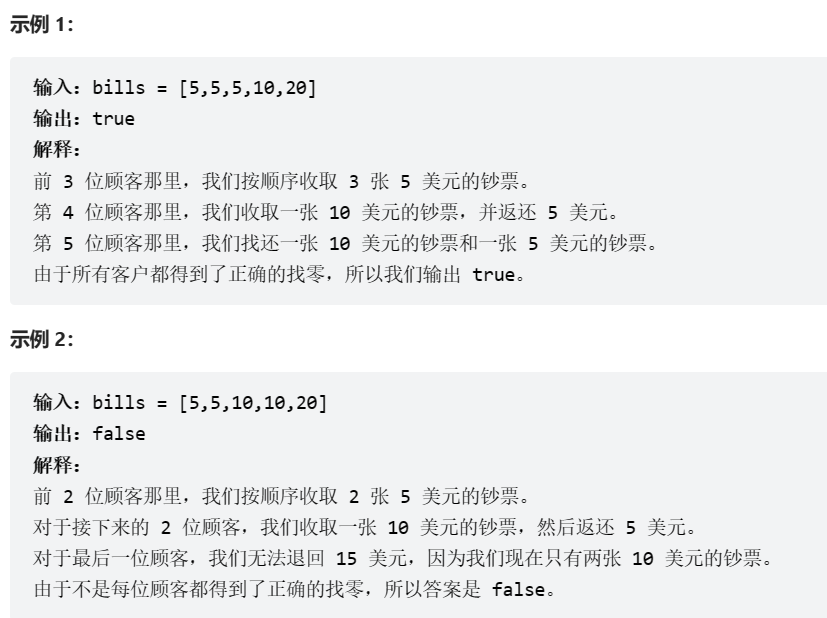 示例 1:
输入：bills = [5,5,5,10,20]
输出：true
解释：
前 3 位顾客那里，我们按顺序收取 3 张 5 美元的钞票。
第 4 位顾客那里，我们收取一张 10 美元的钞票，并返还 5 美元。
第 5 位顾客那里，我们找还一张 10 美元的钞票和一张 5 美元的钞票。
由于所有客户都得到了正确的找零，所以我们输出 true。
示例 2:
输入：bills = [5,5,10,10,20]
输出：false
解释：
前 2 位顾客那里，我们按顺序收取 2 张 5 美元的钞票。
对于接下来的 2 位顾客，我们收取一张 10 美元的钞票，然后返还 5 美元。
对于最后一位顾客，我们无法退回 15 美元，因为我们现在只有两张 10 美元的钞票。
由于不是每位顾客都得到了正确的找零，所以答案是 false。